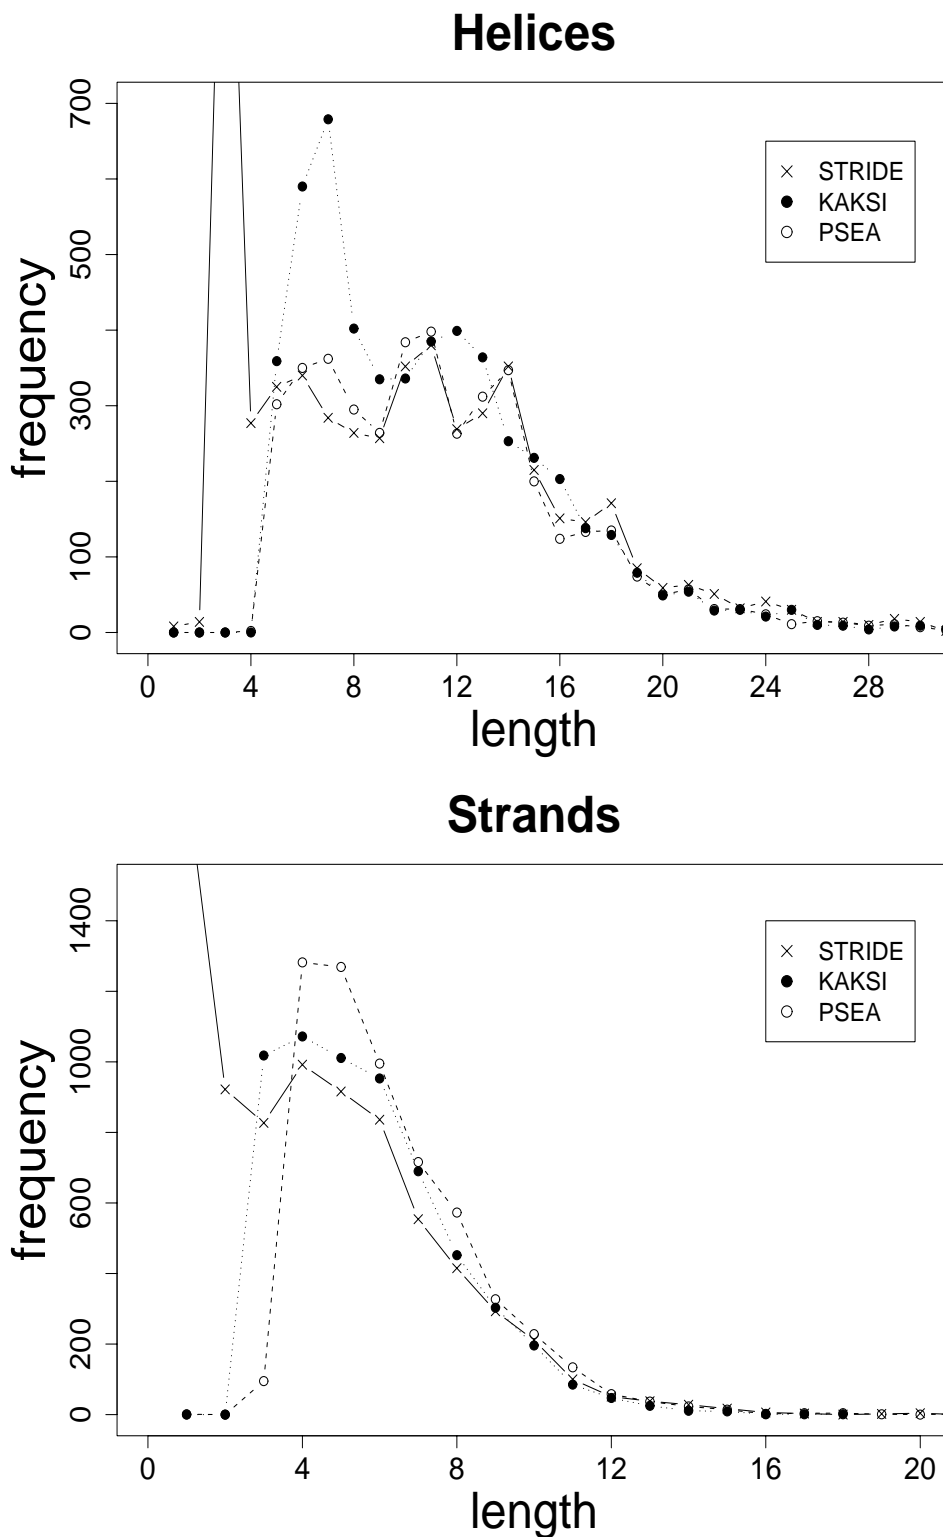 Helices
700
500
300
100
0
frequency
STRIDE
KAKSI
PSEA
0 4 8 12 16 20 24 28
length
Strands
1400
1000
600
200
0
frequency
STRIDE
KAKSI
PSEA
0 4 8 12 16 20
length